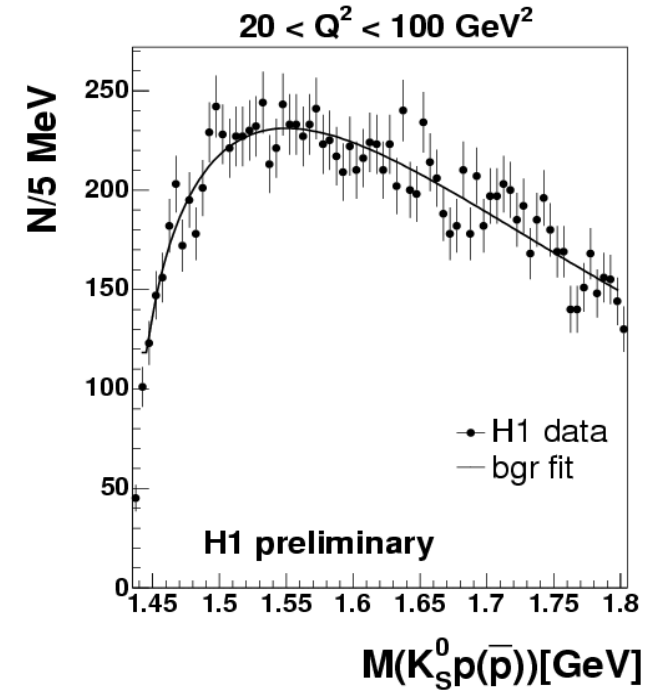 20 < Q² < 100 GeV²
N/5 MeV
250
200
150
100
50
0
H1 data
bgr fit
H1 preliminary
1.45 1.5 1.55 1.6 1.65 1.7 1.75 1.8
M(K⁰ₛp(p̅))[GeV]